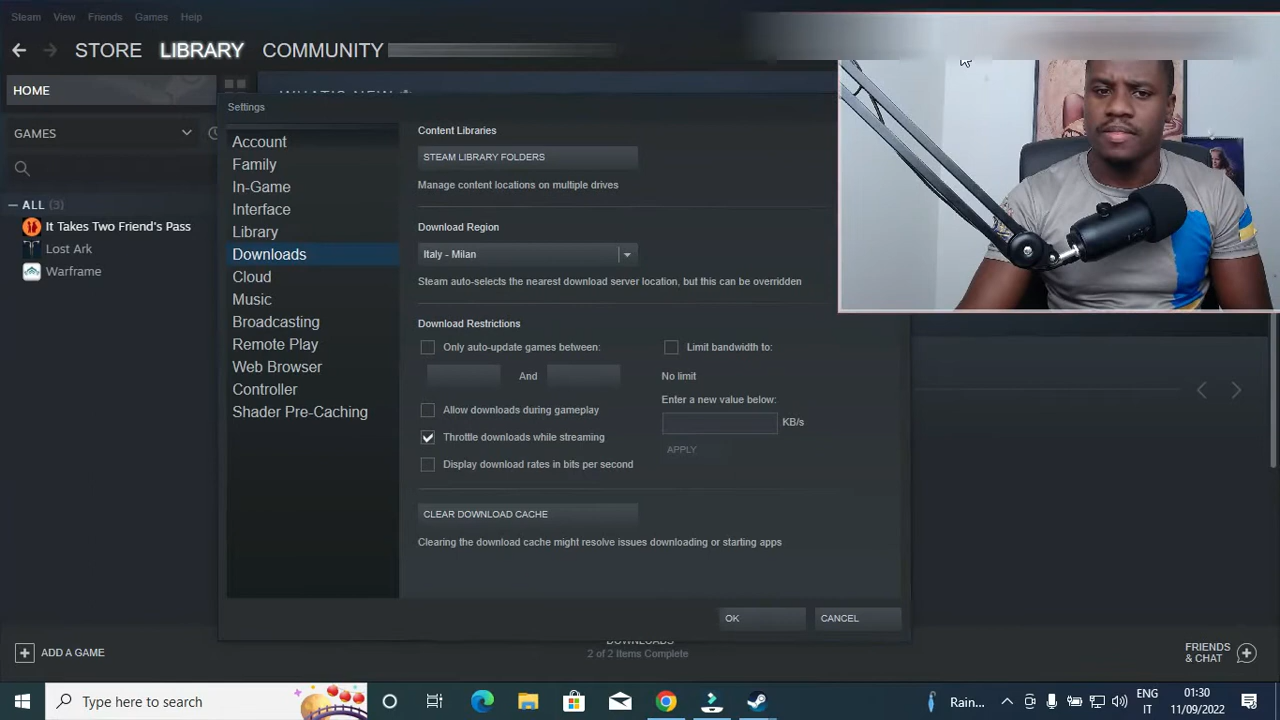 Steam View Friends Games Help
STORE LIBRARY COMMUNITY
HOME
GAMES
ALL (3)
It Takes Two Friend's Pass
Lost Ark
Warframe
WHAT'S NEW
Settings
Account
Family
In-Game
Interface
Library
Downloads
Cloud
Music
Broadcasting
Remote Play
Web Browser
Controller
Shader Pre-Caching
Content Libraries
STEAM LIBRARY FOLDERS
Manage content locations on multiple drives
Download Region
Italy - Milan
Steam auto-selects the nearest download server location, but this can be overridden
Download Restrictions
Only auto-update games between:
And
Allow downloads during gameplay
Throttle downloads while streaming
Display download rates in bits per second
Limit bandwidth to:
No limit
Enter a new value below:
KB/s
APPLY
CLEAR DOWNLOAD CACHE
Clearing the download cache might resolve issues downloading or starting apps
OK CANCEL
ADD A GAME
DOWNLOADS
2 of 2 Items Complete
FRIENDS
& CHAT
Type here to search
Rain...
ENG
IT
01:30
11/09/2022